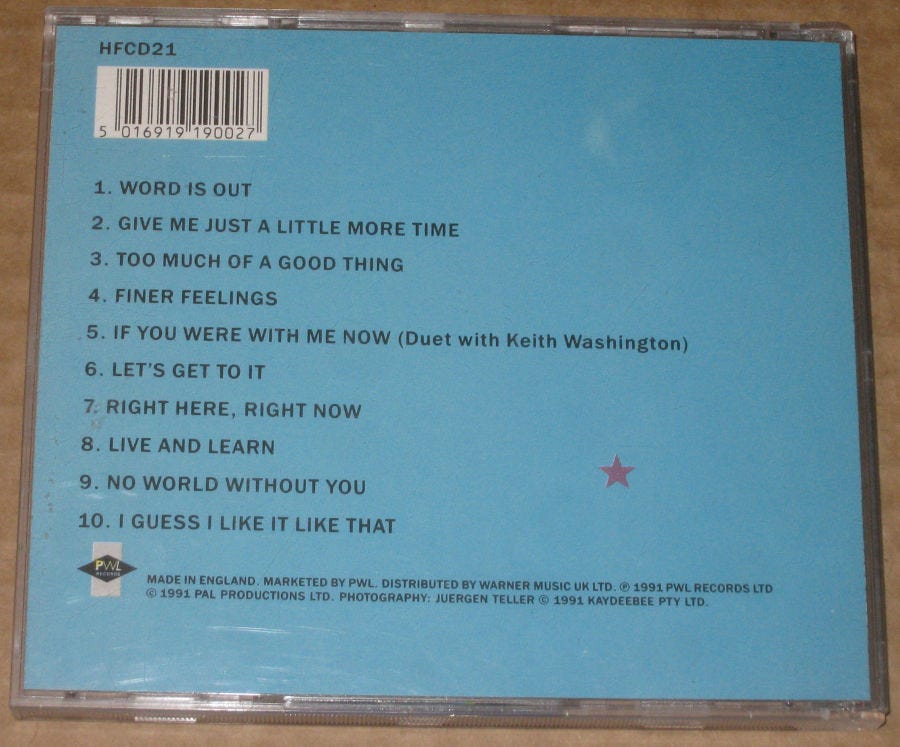 HFCD21
5 016919 190027
1. WORD IS OUT
2. GIVE ME JUST A LITTLE MORE TIME
3. TOO MUCH OF A GOOD THING
4. FINER FEELINGS
5. IF YOU WERE WITH ME NOW (Duet with Keith Washington)
6. LET'S GET TO IT
7. RIGHT HERE, RIGHT NOW
8. LIVE AND LEARN
9. NO WORLD WITHOUT YOU
10. I GUESS I LIKE IT LIKE THAT
PWL
RECORDS
MADE IN ENGLAND. MARKETED BY PWL. DISTRIBUTED BY WARNER MUSIC UK LTD. ℗ 1991 PWL RECORDS LTD
© 1991 PAL PRODUCTIONS LTD. PHOTOGRAPHY: JUERGEN TELLER © 1991 KAYDEEBEE PTY LTD.